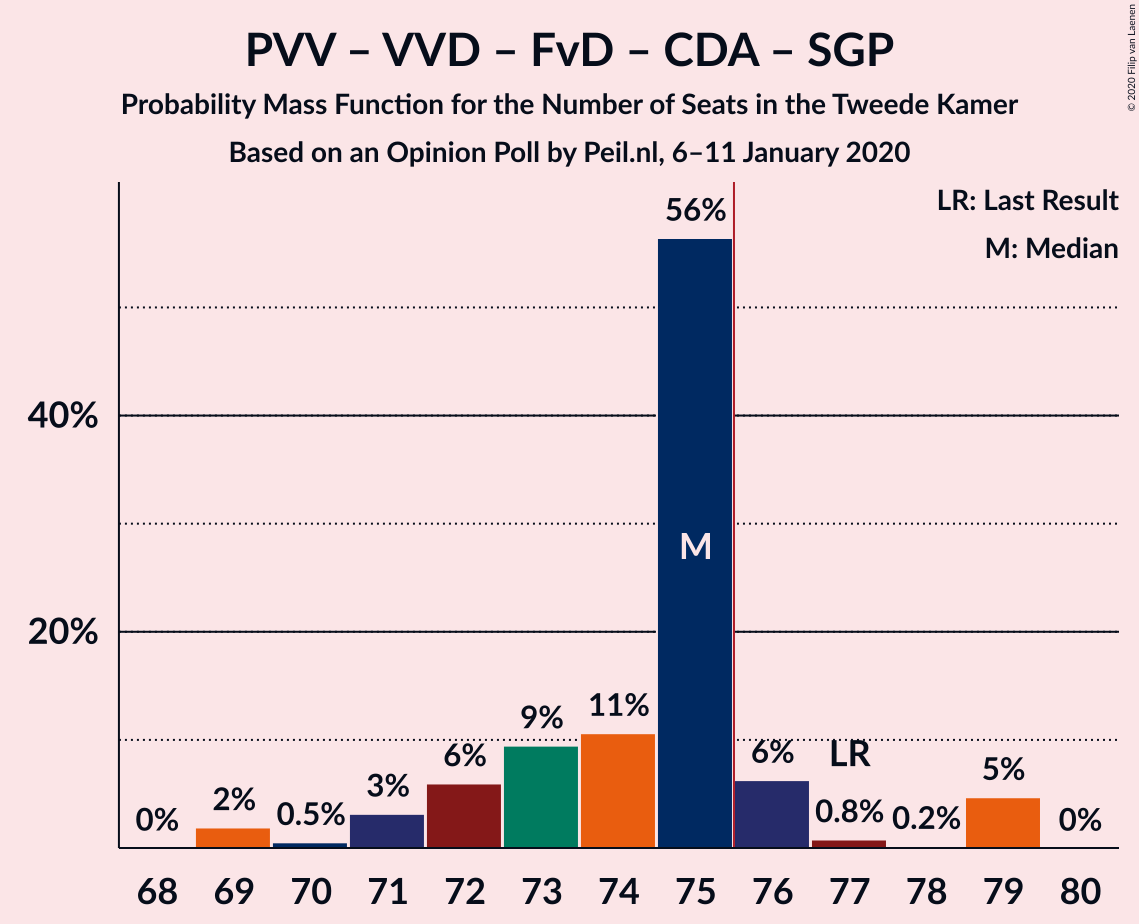 PVV – VVD – FvD – CDA – SGP
Probability Mass Function for the Number of Seats in the Tweede Kamer
Based on an Opinion Poll by Peil.nl, 6–11 January 2020
© 2020 Filip van Laenen
LR: Last Result
M: Median
56%
40%
M
20%
11%
9%
6%
6%
LR
5%
3%
2%
0.5%
0.8%
0.2%
0%
0%
68 69 70 71 72 73 74 75 76 77 78 79 80